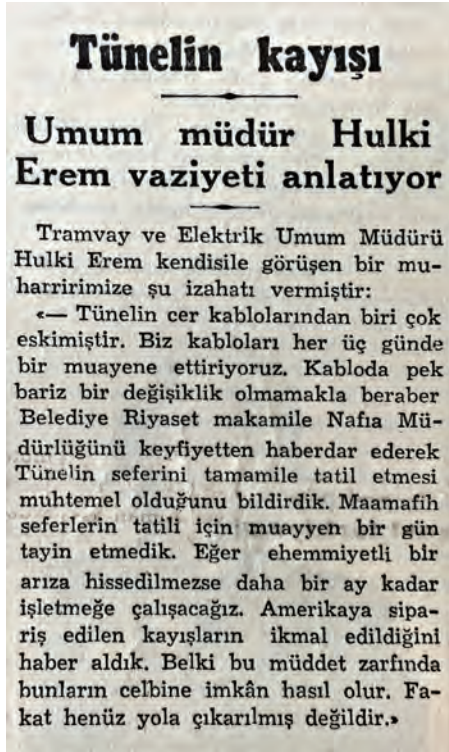 Tünelin kayışı
Umum müdür Hulki
Erem vaziyeti anlatıyor
Tramvay ve Elektrik Umum Müdürü
Hulki Erem kendisile görüşen bir mu-
harririmize şu izahatı vermiştir:
«— Tünelin cer kablolarından biri çok
eskimiştir. Biz kabloları her üç günde
bir muayene ettiriyoruz. Kabloda pek
bariz bir değişiklik olmamakla beraber
Belediye Riyaset makamile Nafıa Mü-
dürlüğünü keyfiyetten haberdar ederek
Tünelin seferini tamamile tatil etmesi
muhtemel olduğunu bildirdik. Maamafih
seferlerin tatili için muayyen bir gün
tayin etmedik. Eğer ehemmiyetli bir
arıza hissedilmezse daha bir ay kadar
işletmeğe çalışacağız. Amerikaya sipa-
riş edilen kayışların ikmal edildiğini
haber aldık. Belki bu müddet zarfında
bunların celbine imkân hasıl olur. Fa-
kat henüz yola çıkarılmış değildir.»